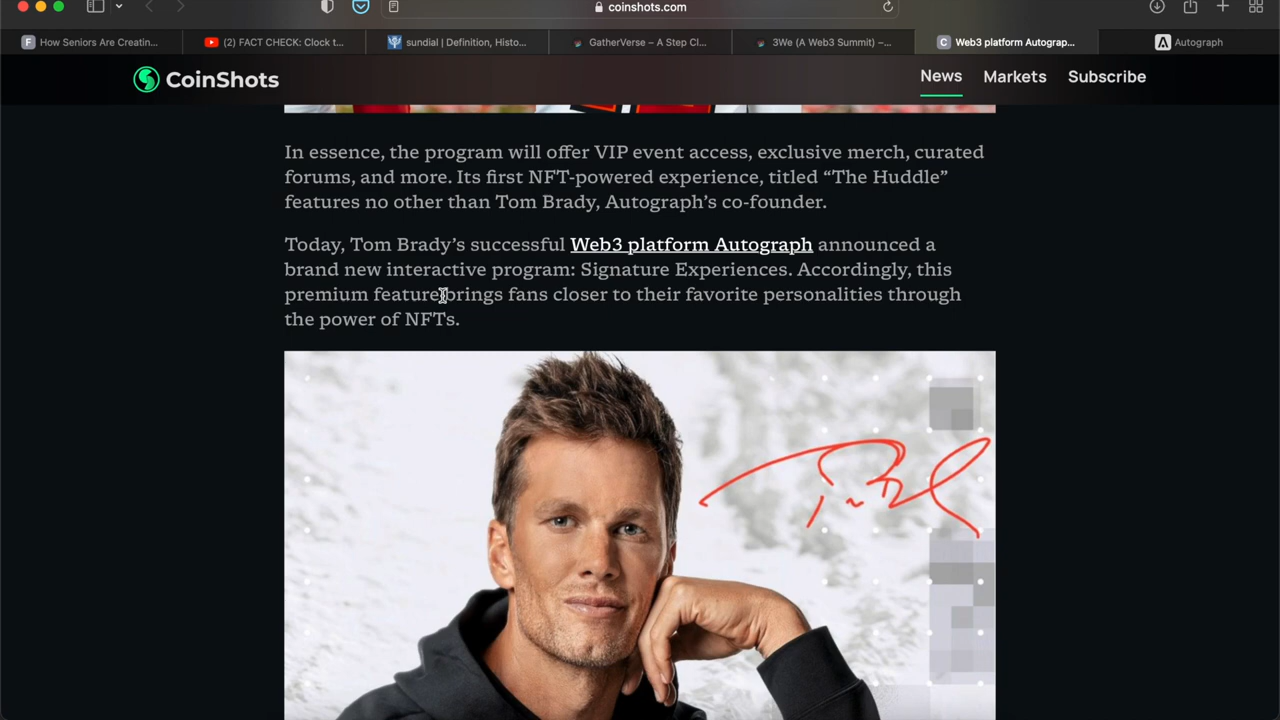 coinshots.com
How Seniors Are Creatin...
(2) FACT CHECK: Clock t...
sundial | Definition, Histo...
GatherVerse – A Step Cl...
3We (A Web3 Summit) –...
Web3 platform Autograp...
Autograph
CoinShots
News
Markets
Subscribe
In essence, the program will offer VIP event access, exclusive merch, curated
forums, and more. Its first NFT-powered experience, titled “The Huddle”
features no other than Tom Brady, Autograph’s co-founder.
Today, Tom Brady’s successful Web3 platform Autograph announced a
brand new interactive program: Signature Experiences. Accordingly, this
premium feature brings fans closer to their favorite personalities through
the power of NFTs.